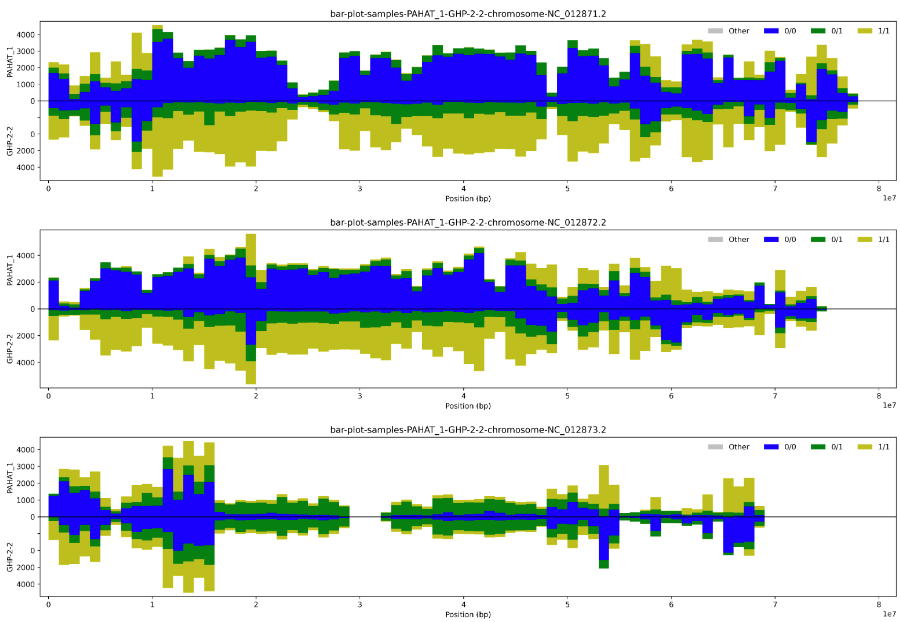 bar-plot-samples-PAHAT_1-GHP-2-2-chromosome-NC_012871.2
Other 0/0 0/1 1/1
4000
3000
2000
1000
0
0
2000
4000
PAHAT_1
GHP-2-2
0 1 2 3 4 5 6 7 8
1e7
Position (bp)
bar-plot-samples-PAHAT_1-GHP-2-2-chromosome-NC_012872.2
Other 0/0 0/1 1/1
4000
2000
0
0
2000
4000
PAHAT_1
GHP-2-2
0 1 2 3 4 5 6 7 8
1e7
Position (bp)
bar-plot-samples-PAHAT_1-GHP-2-2-chromosome-NC_012873.2
Other 0/0 0/1 1/1
4000
3000
2000
1000
0
0
2000
4000
PAHAT_1
GHP-2-2
0 1 2 3 4 5 6 7 8
1e7
Position (bp)